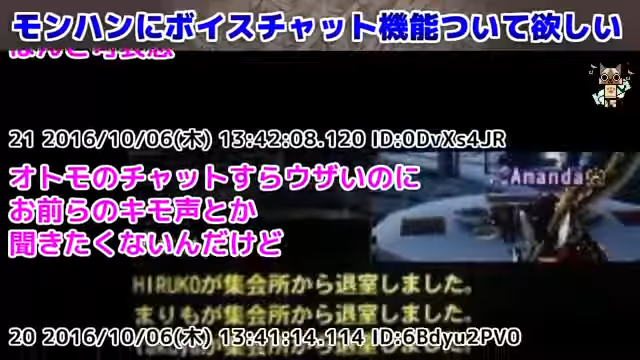 モンハンにボイスチャット機能ついて欲しい
21 2016/10/06(木) 13:42:08.120 ID:0DvXs4JR
オトモのチャットすらウザいのに
お前らのキモ声とか
聞きたくないんだけど
Amanda
HIRUKOが集会所から退室しました。
まりもが集会所から退室しました。
20 2016/10/06(木) 13:41:14.114 ID:6Bdyu2PV0